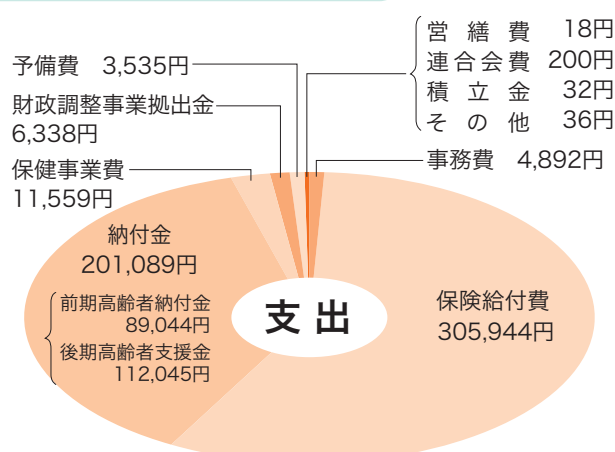 営繕費 18円
連合会費 200円
積立金 32円
その他 36円
予備費 3,535円
財政調整事業拠出金
6,338円
保健事業費
11,559円
事務費 4,892円
納付金
201,089円
前期高齢者納付金
89,044円
後期高齢者支援金
112,045円
支出
保険給付費
305,944円